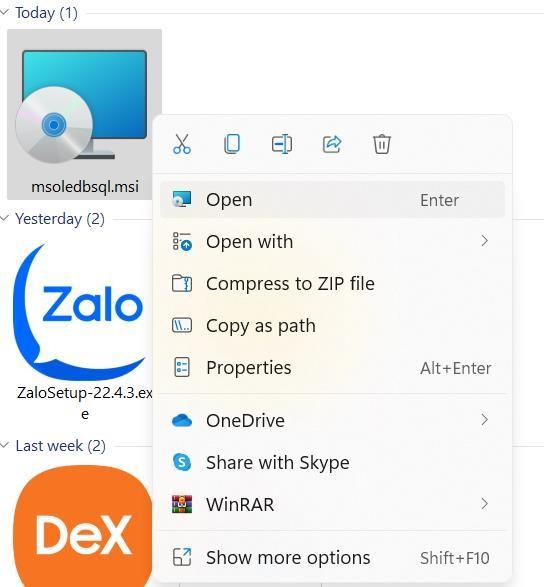 Today (1)
msoledbsql.msi
Open Enter
Yesterday (2)
Open with
Compress to ZIP file
Zalo
Copy as path
Properties Alt+Enter
ZaloSetup-22.4.3.ex
e
OneDrive
Last week (2)
Share with Skype
WinRAR
DeX
Show more options Shift+F10